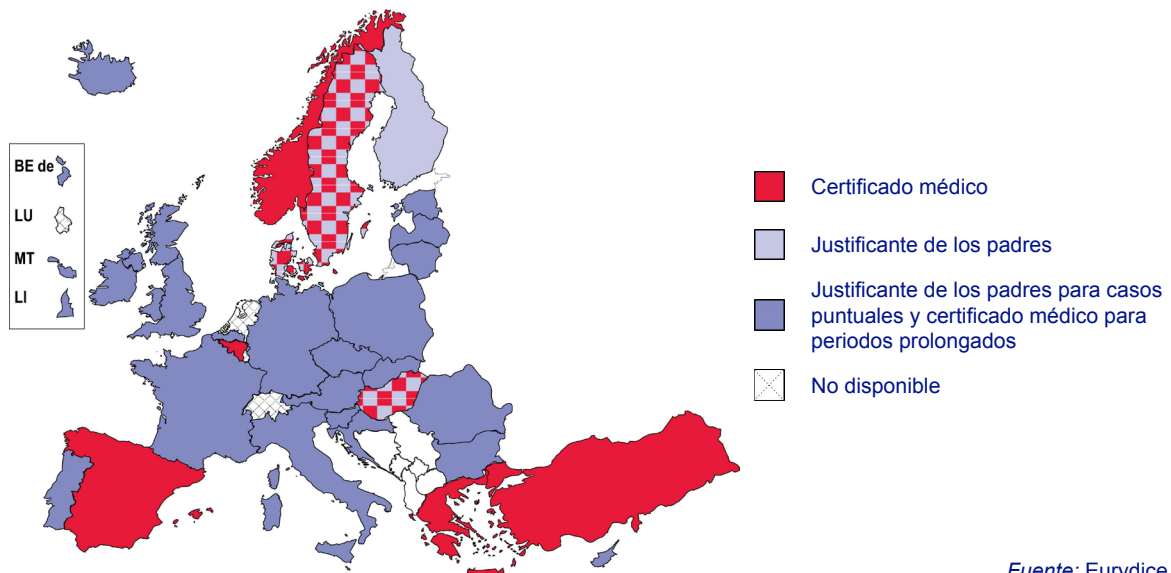 BE de
LU
MT
LI
Certificado médico
Justificante de los padres
Justificante de los padres para casos
puntuales y certificado médico para
periodos prolongados
No disponible
Fuente: Eurydice